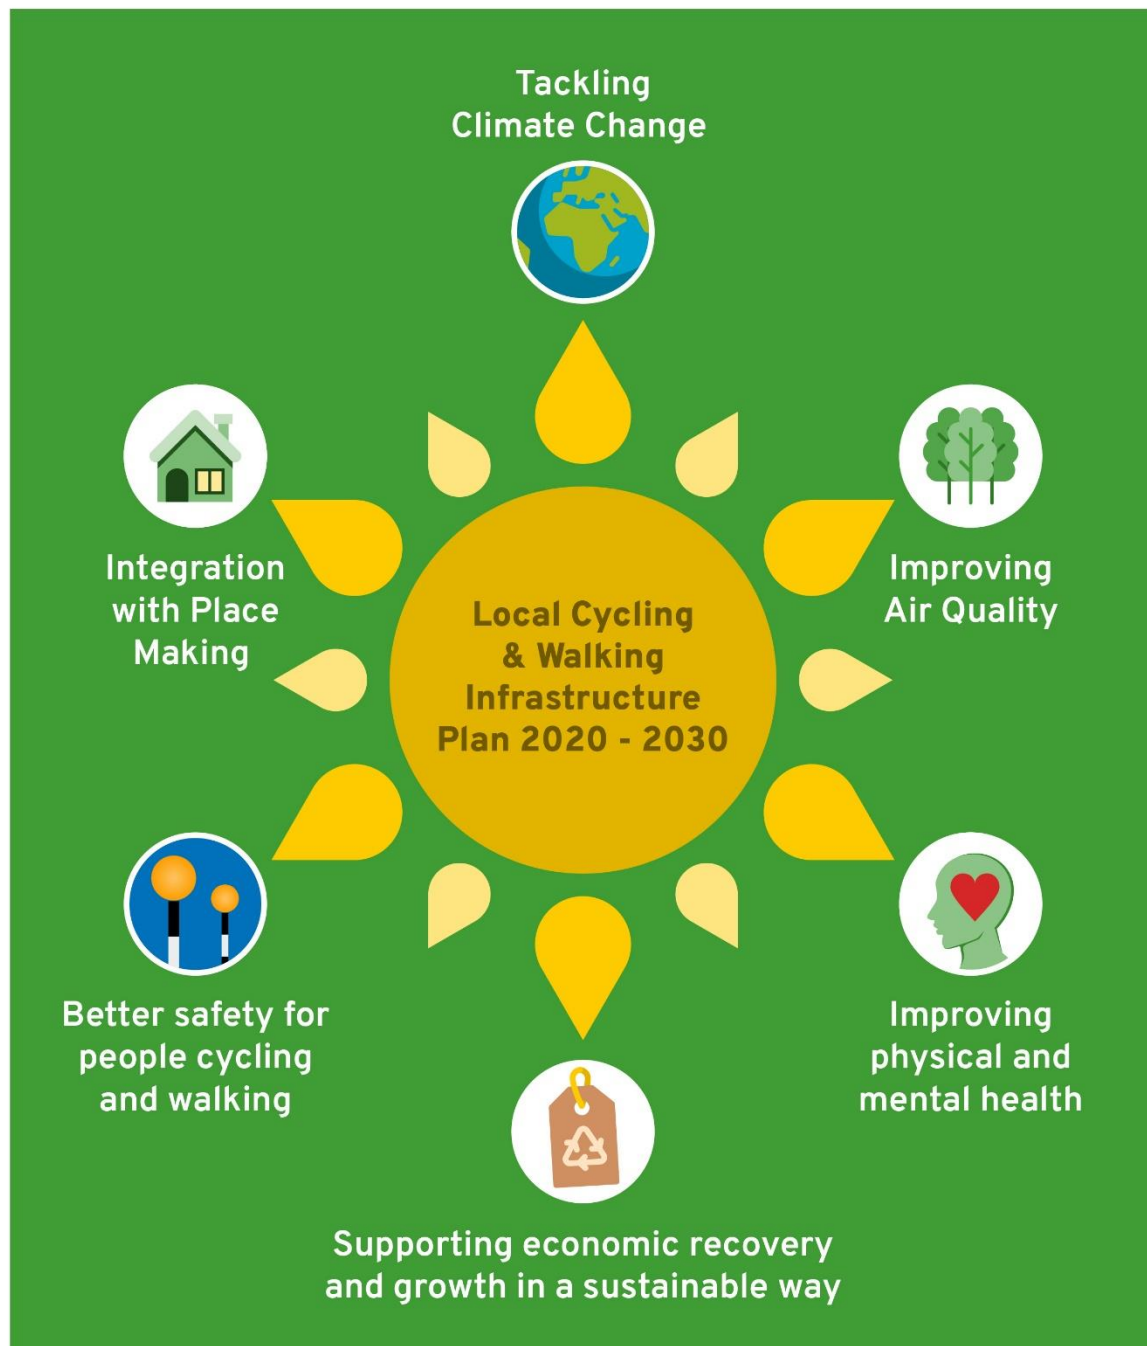 Tackling
Climate Change
Integration
with Place
Making
Improving
Air Quality
Local Cycling
& Walking
Infrastructure
Plan 2020 - 2030
Better safety for
people cycling
and walking
Improving
physical and
mental health
Supporting economic recovery
and growth in a sustainable way